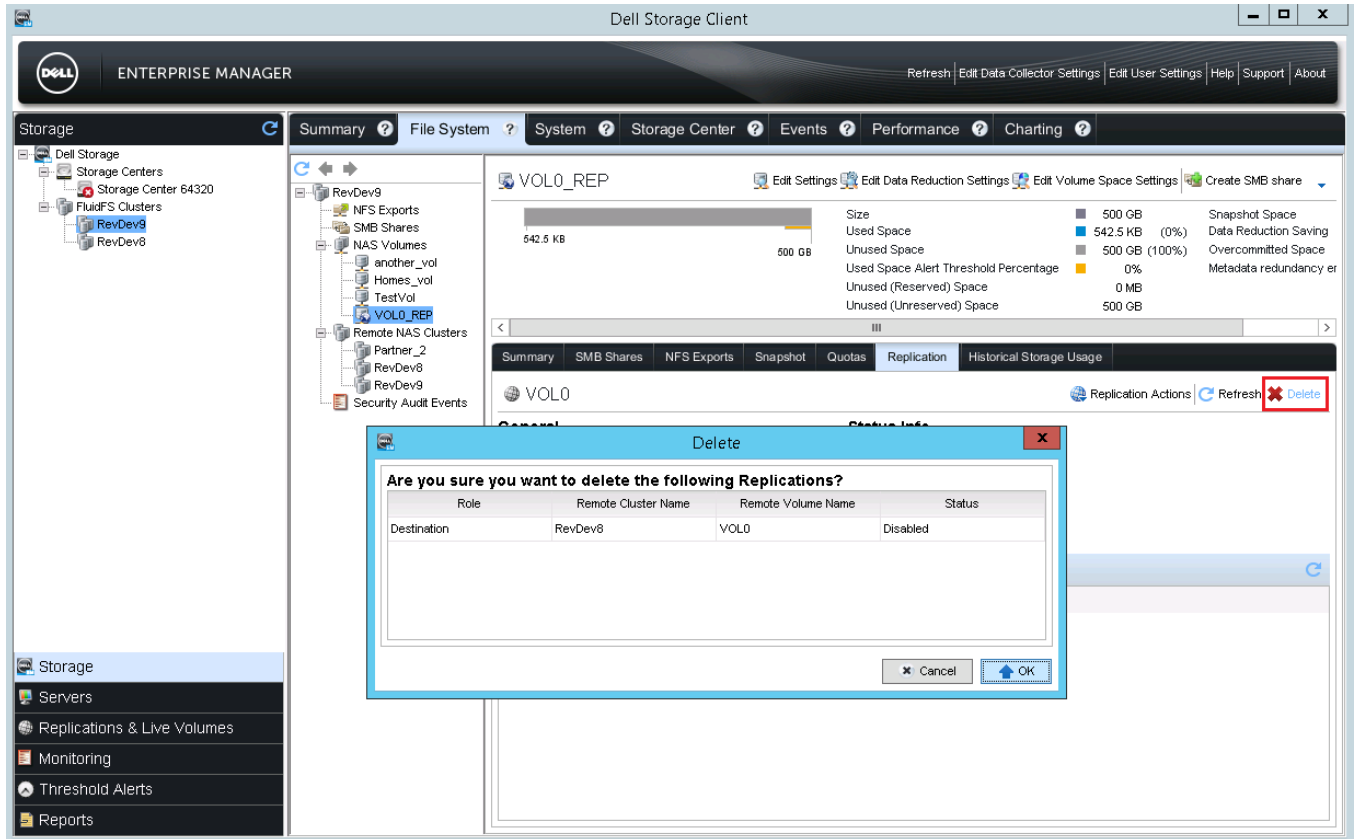 Dell Storage Client
DELL
ENTERPRISE MANAGER
Refresh Edit Data Collector Settings Edit User Settings Help Support About
Storage
Dell Storage
Storage Centers
Storage Center 64320
FluidFS Clusters
RevDev9
RevDev8
Summary ? File System ? System ? Storage Center ? Events ? Performance ? Charting ?
RevDev9
NFS Exports
SMB Shares
NAS Volumes
another_vol
Homes_vol
TestVol
VOL0_REP
Remote NAS Clusters
Partner_2
RevDev8
RevDev9
Security Audit Events
VOL0_REP
Edit Settings Edit Data Reduction Settings Edit Volume Space Settings Create SMB share
542.5 KB
500 GB
Size 500 GB Snapshot Space
Used Space 542.5 KB (0%) Data Reduction Saving
Unused Space 500 GB (100%) Overcommitted Space
Used Space Alert Threshold Percentage 0% Metadata redundancy er
Unused (Reserved) Space 0 MB
Unused (Unreserved) Space 500 GB
Summary SMB Shares NFS Exports Snapshot Quotas Replication Historical Storage Usage
VOL0
Replication Actions Refresh Delete
General Status Info
Delete
Are you sure you want to delete the following Replications?
Role Remote Cluster Name Remote Volume Name Status
Destination RevDev8 VOL0 Disabled
Cancel OK
Storage
Servers
Replications & Live Volumes
Monitoring
Threshold Alerts
Reports